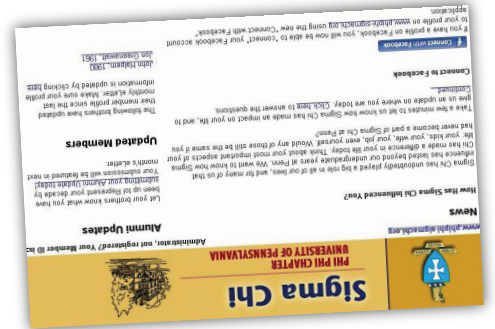 Sigma Chi
PHI PHI CHAPTER
UNIVERSITY OF PENNSYLVANIA
www.phiphi.sigmachi.org
Administrator, not registered? Your Member ID is:
News
How Has Sigma Chi Influenced You?
Sigma Chi has undoubtedly played a big role in all of our lives, and for many of us that
influence has lasted beyond our undergraduate years at Penn. We want to know how Sigma
Chi has made a difference in your life today. Think about your most important aspects of your
life: your kids, your wife, your job, even yourself. Would any of those still be the same if you
had never become a part of Sigma Chi at Penn?
Take a few minutes to let us know how Sigma Chi has made an impact on your life, and to
give us an update on where you are today. Click here to answer the questions.
Continued...
Connect to Facebook
Connect with Facebook
If you have a profile on Facebook, you will now be able to "connect" your Facebook account
to your profile on www.phiphi.sigmachi.org using the new "Connect with Facebook"
application.
Alumni Updates
Let your brothers know what you have
been up to! Represent your decade by
submitting your Alumni Update today.
Your submission will be featured in next
month's eLetter.
Updated Members
The following brothers have updated
their member profile since the last
monthly eLetter. Make sure your profile
information is updated by clicking here
John Halpern, 1980
Jon Greenawalt, 1961